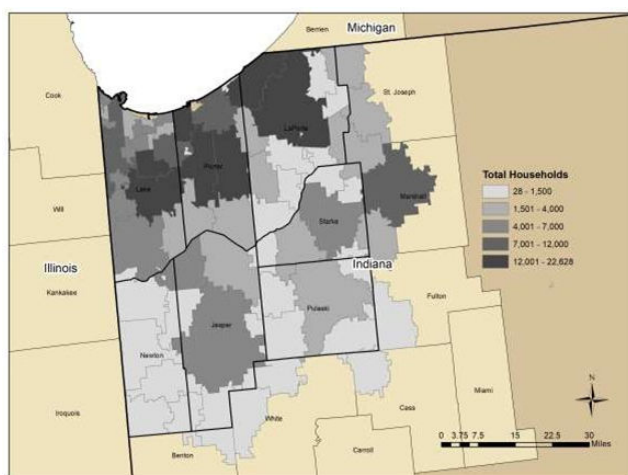 Michigan
Berrien
Cook
LaPorte
St. Joseph
Porter
Lake
Total Households
28 - 1,500
1,501 - 4,000
4,001 - 7,000
7,001 - 12,000
12,001 - 22,628
Marshall
Will
Starke
Illinois
Indiana
Kankakee
Fulton
Pulaski
Jasper
Newton
Miami
Iroquois
Cass
White
N
Benton
Carroll
0 3.75 7.5 15 22.5 30
Miles